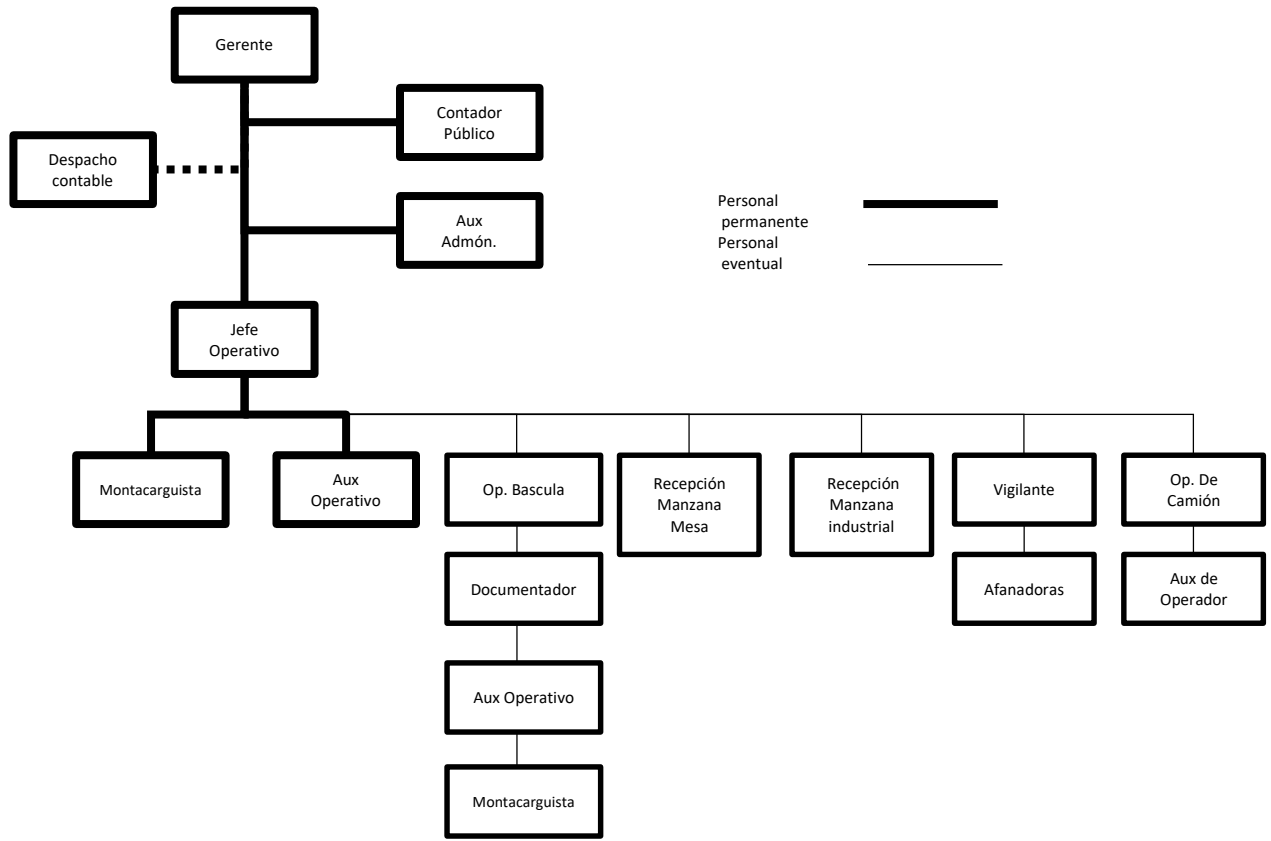 Gerente
Contador
Público
Despacho
contable
Aux
Admón.
Personal
permanente
Personal
eventual
Jefe
Operativo
Montacarguista
Aux
Operativo
Op. Bascula
Recepción
Manzana
Mesa
Recepción
Manzana
industrial
Vigilante
Op. De
Camión
Documentador
Afanadoras
Aux de
Operador
Aux Operativo
Montacarguista